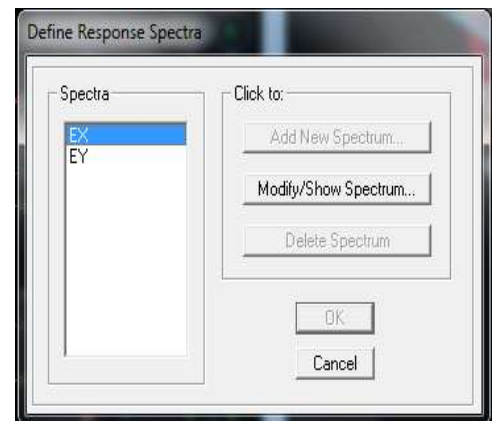 Define Response Spectra
Spectra
EX
EY
Click to:
Add New Spectrum...
Modify/Show Spectrum...
Delete Spectrum
OK
Cancel